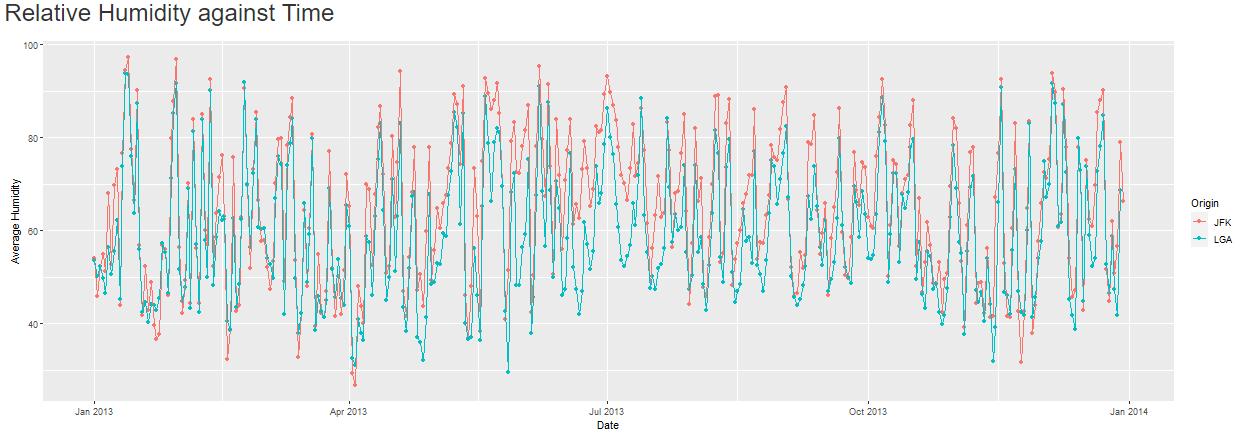 Relative Humidity against Time
100
80
60
40
Average Humidity
Jan 2013
Apr 2013
Jul 2013
Oct 2013
Jan 2014
Date
Origin
JFK
LGA